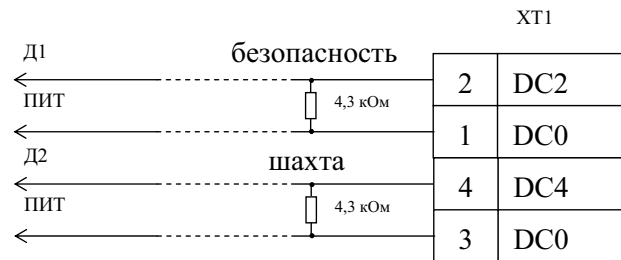 XT1
Д1 безопасность
2 DC2
ПИТ 4,3 кОм
1 DC0
Д2 шахта
4 DC4
ПИТ 4,3 кОм
3 DC0